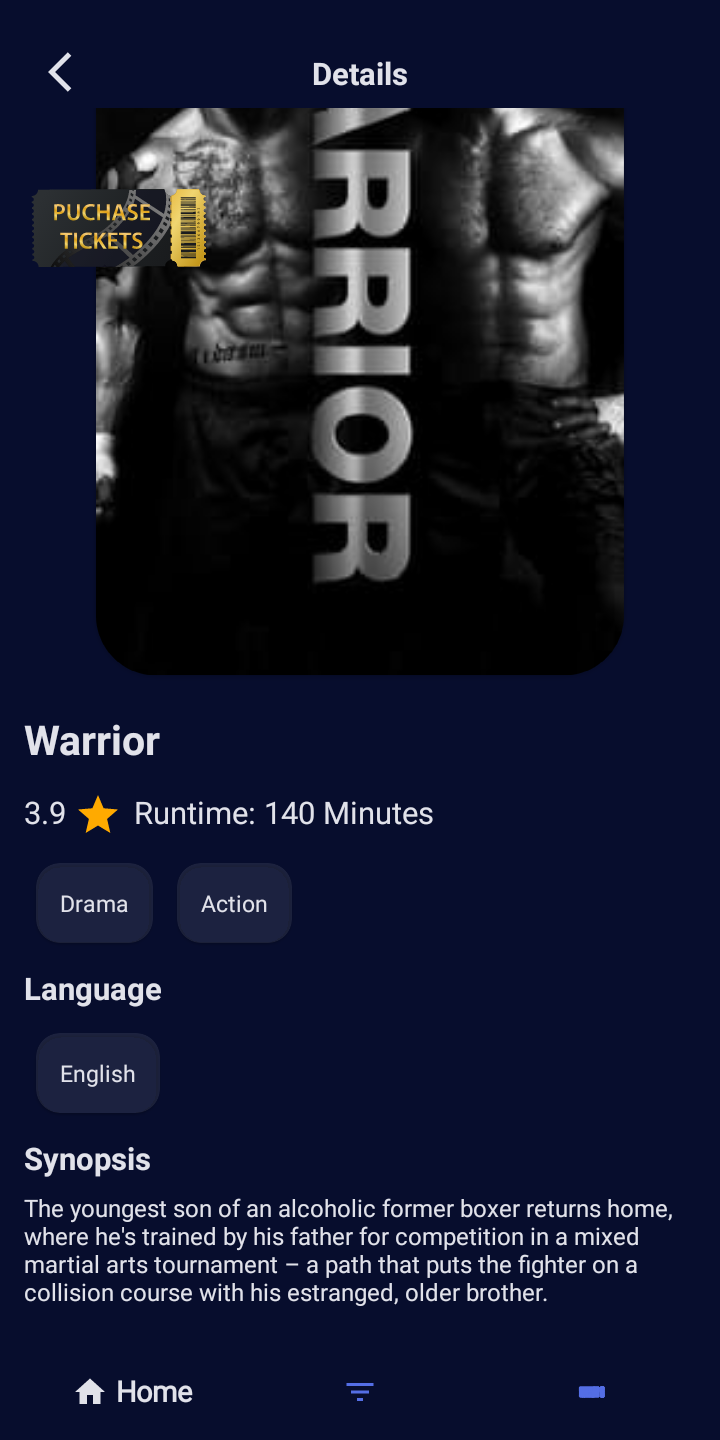 Details
ARRIOR
PUCHASE
TICKETS
Warrior
3.9 Runtime: 140 Minutes
Drama Action
Language
English
Synopsis
The youngest son of an alcoholic former boxer returns home,
where he's trained by his father for competition in a mixed
martial arts tournament – a path that puts the fighter on a
collision course with his estranged, older brother.
Home